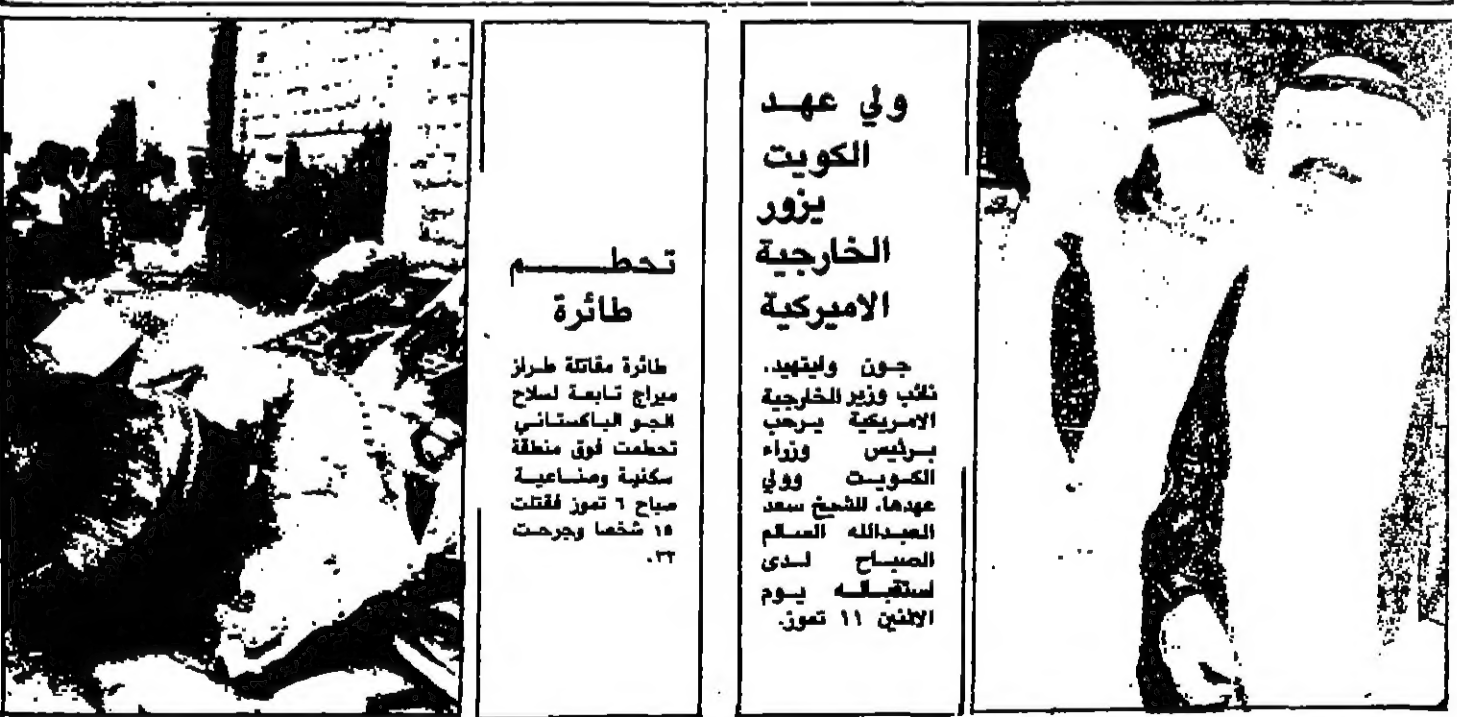 ولي عهد
الكويت
يزور
الخارجية
الاميركية
جون وايتهيد،
نائب وزير الخارجية
الامريكية يرحب
برئيس وزراء
الكويت وولي
عهدها، الشيخ سعد
العبدالله السالم
الصباح لدى
استقباله يوم
الاثنين ١١ تموز.
تحطم
طائرة
طائرة مقاتلة طراز
ميراج تابعة لسلاح
الجو الباكستاني
تحطمت فوق منطقة
سكنية وصناعية
صباح ٦ تموز فقتلت
١٥ شخصا وجرحت
٣٢.